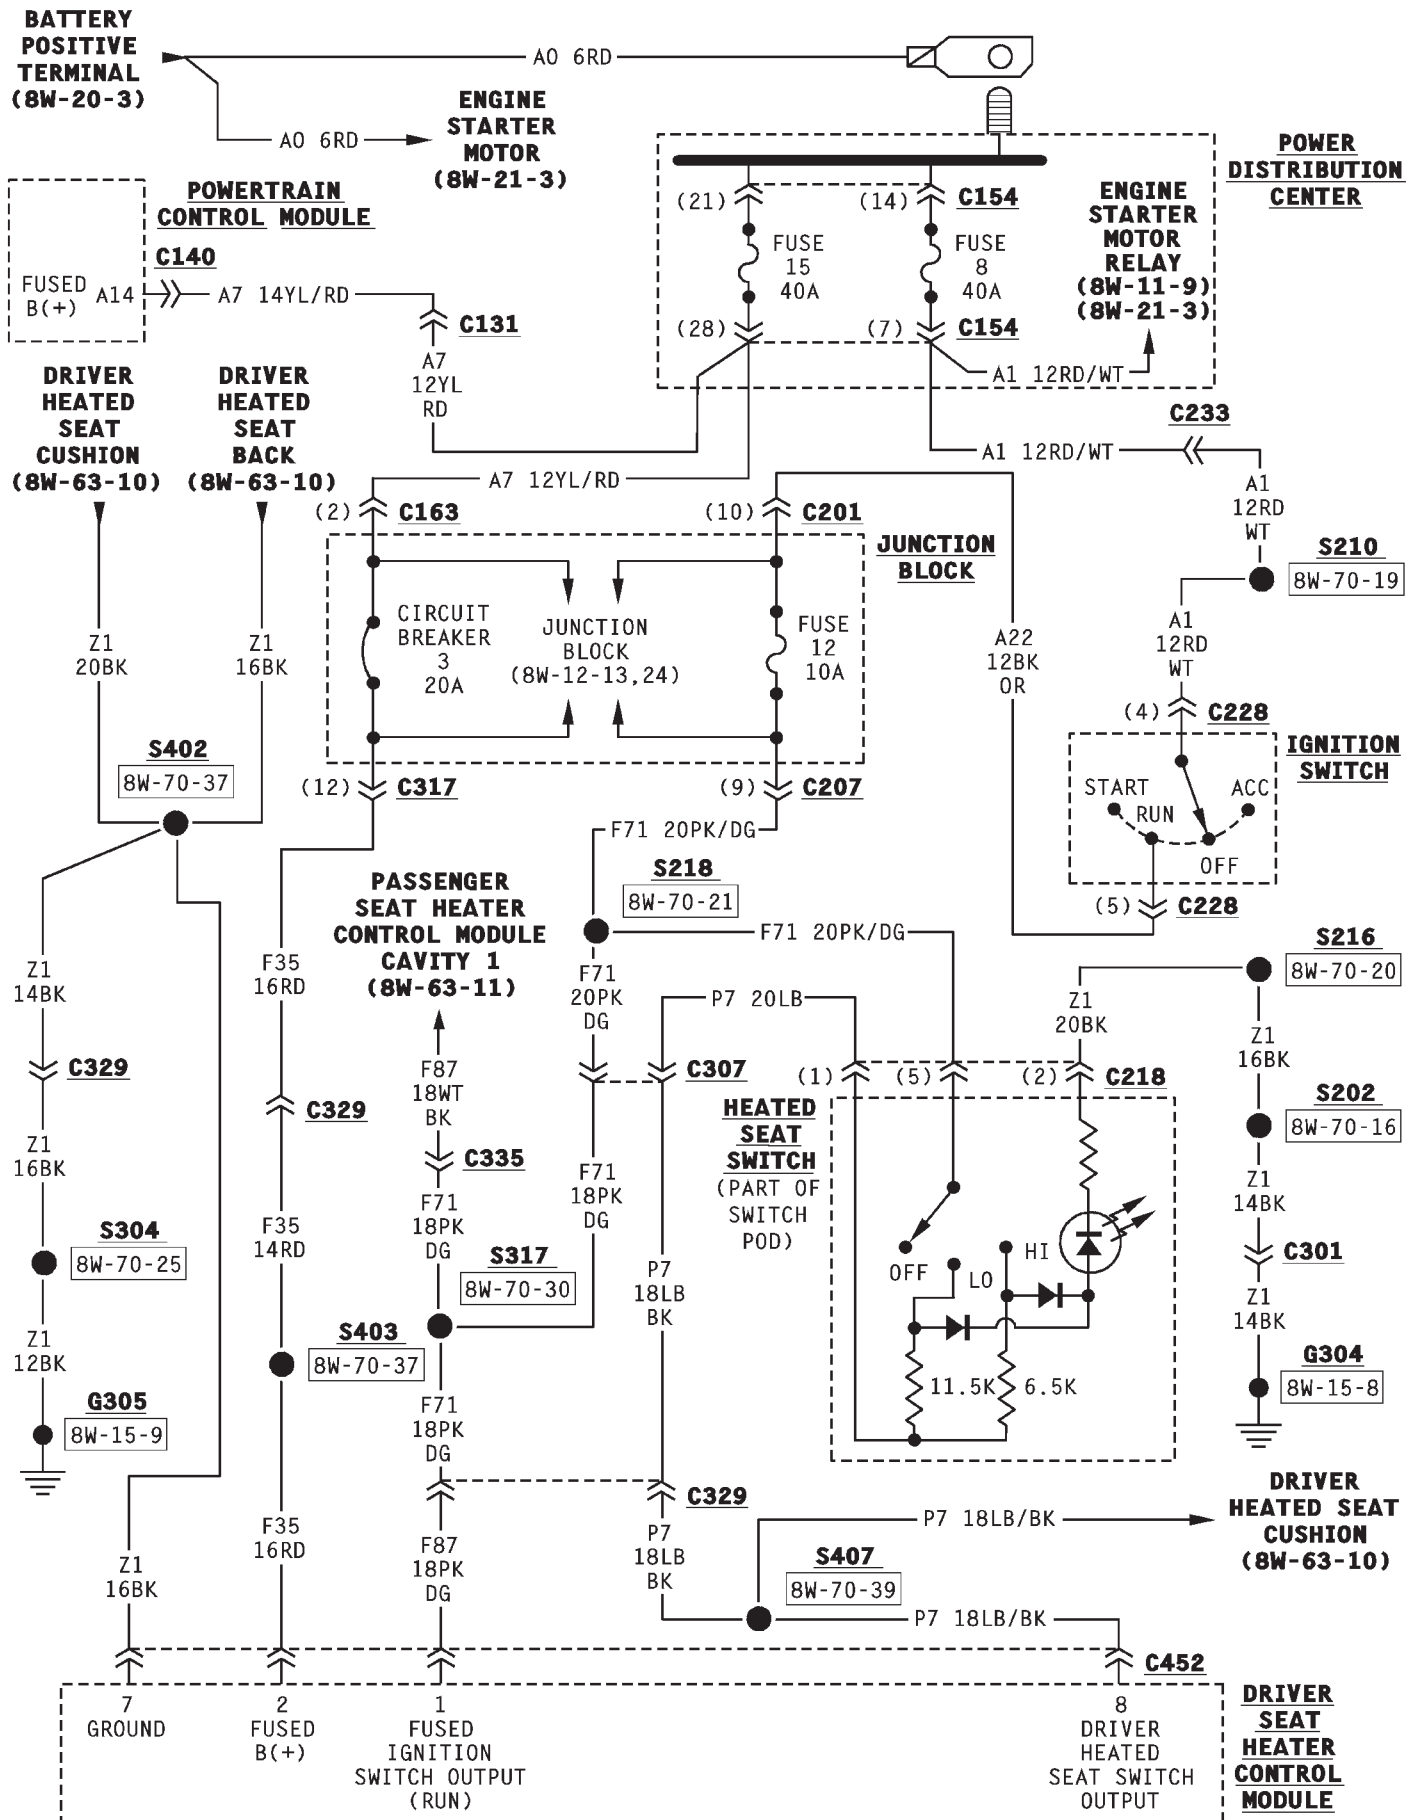 BATTERY
POSITIVE
TERMINAL
(8W-20-3)
A0 6RD
A0 6RD
ENGINE
STARTER
MOTOR
(8W-21-3)
POWER
DISTRIBUTION
CENTER
(21)
(14)
C154
FUSE
15
40A
FUSE
8
40A
(28)
(7)
C154
ENGINE
STARTER
MOTOR
RELAY
(8W-11-9)
(8W-21-3)
A1 12RD/WT
POWERTRAIN
CONTROL MODULE
C140
FUSED
B(+)
A14
A7 14YL/RD
C131
A7
12YL
RD
DRIVER
HEATED
SEAT
CUSHION
(8W-63-10)
DRIVER
HEATED
SEAT
BACK
(8W-63-10)
C233
A1 12RD/WT
A1
12RD
WT
A7 12YL/RD
(2)
C163
(10)
C201
JUNCTION
BLOCK
S210
8W-70-19
CIRCUIT
BREAKER
3
20A
JUNCTION
BLOCK
(8W-12-13,24)
FUSE
12
10A
A22
12BK
OR
A1
12RD
WT
Z1
20BK
Z1
16BK
(4)
C228
IGNITION
SWITCH
START
RUN
ACC
OFF
(5)
C228
S402
8W-70-37
(12)
C317
(9)
C207
F71 20PK/DG
S218
8W-70-21
PASSENGER
SEAT HEATER
CONTROL MODULE
CAVITY 1
(8W-63-11)
F71 20PK/DG
S216
8W-70-20
Z1
14BK
F35
16RD
F71
20PK
DG
P7 20LB
Z1
20BK
Z1
16BK
C329
F87
18WT
BK
C307
(1)
(5)
(2)
C218
C329
S202
8W-70-16
HEATED
SEAT
SWITCH
(PART OF
SWITCH
POD)
Z1
16BK
C335
F71
18PK
DG
F71
18PK
DG
Z1
14BK
S304
8W-70-25
F35
14RD
S317
8W-70-30
OFF
LO
HI
C301
P7
18LB
BK
Z1
14BK
Z1
12BK
S403
8W-70-37
11.5K
6.5K
G304
8W-15-8
G305
8W-15-9
F71
18PK
DG
C329
DRIVER
HEATED SEAT
CUSHION
(8W-63-10)
P7 18LB/BK
F35
16RD
F87
18PK
DG
P7
18LB
BK
S407
8W-70-39
Z1
16BK
P7 18LB/BK
C452
7
GROUND
2
FUSED
B(+)
1
FUSED
IGNITION
SWITCH OUTPUT
(RUN)
8
DRIVER
HEATED
SEAT SWITCH
OUTPUT
DRIVER
SEAT
HEATER
CONTROL
MODULE